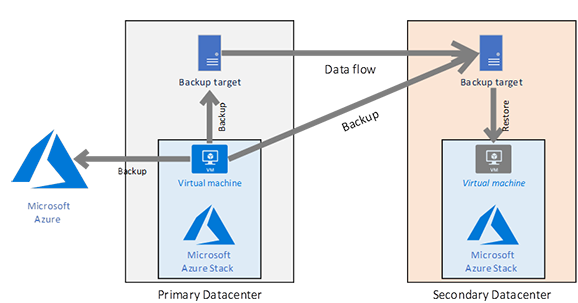 Backup target
Data flow
Backup target
Backup
Backup
Restore
Backup
VM
Virtual machine
VM
Virtual machine
Microsoft
Azure
Microsoft
Azure Stack
Microsoft
Azure Stack
Primary Datacenter
Secondary Datacenter